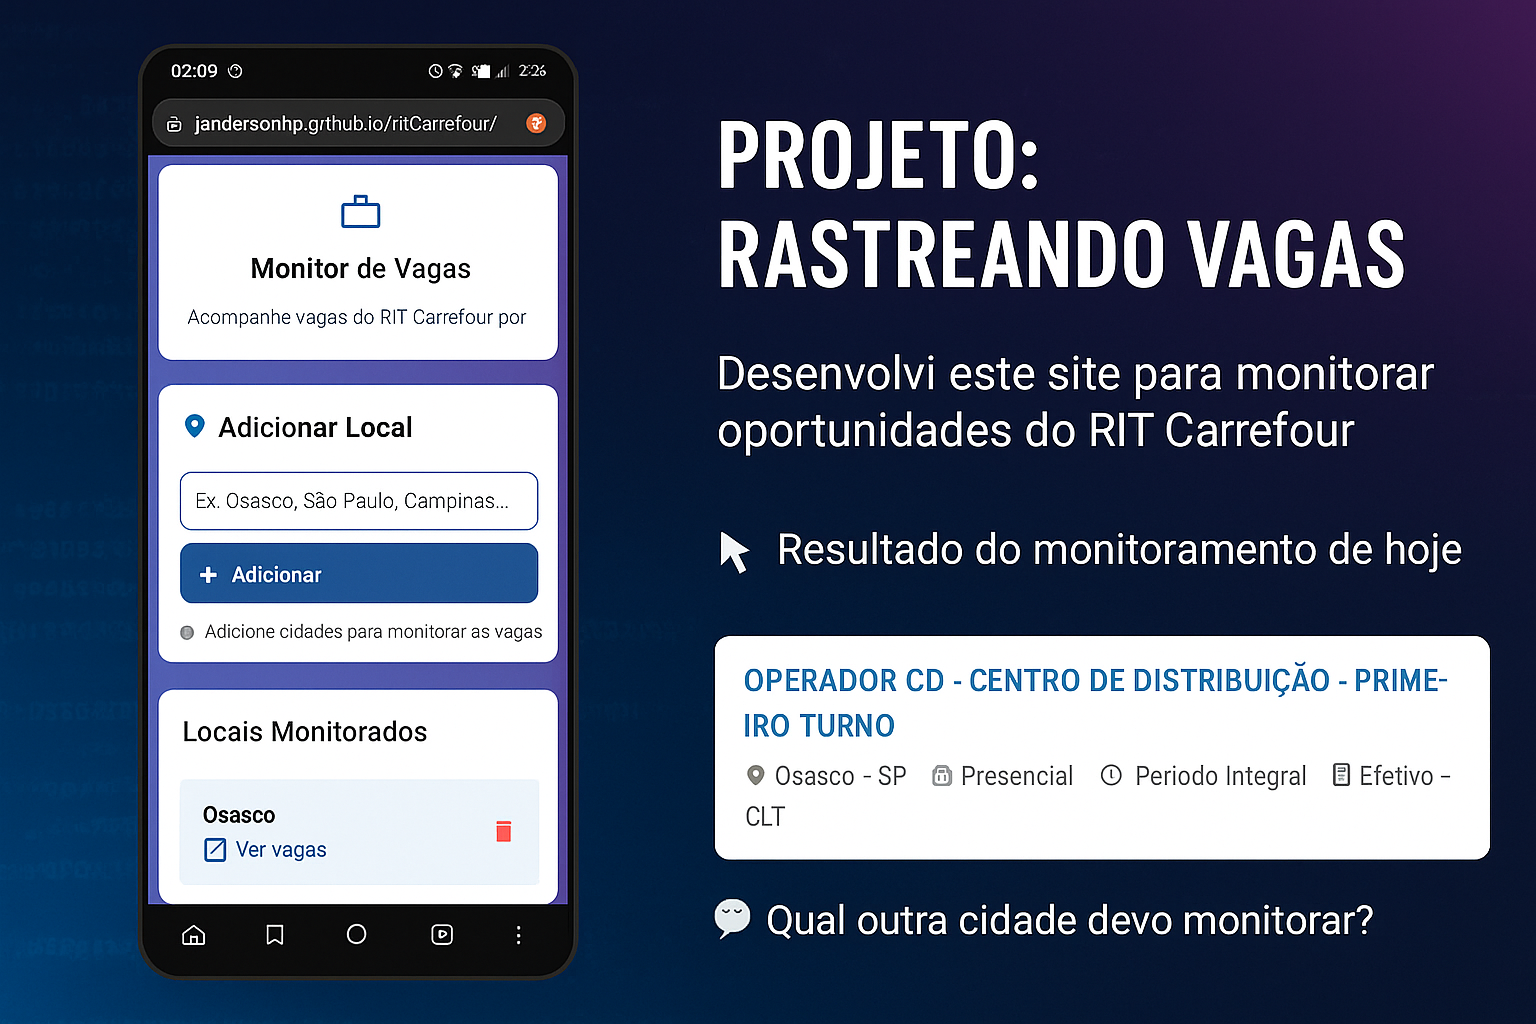 02:09
2:26
jandersonhp.grthub.io/ritCarrefour/
Monitor de Vagas
Acompanhe vagas do RIT Carrefour por
Adicionar Local
Ex. Osasco, São Paulo, Campinas...
+ Adicionar
Adicione cidades para monitorar as vagas
Locais Monitorados
Osasco
Ver vagas
PROJETO:
RASTREANDO VAGAS
Desenvolvi este site para monitorar
oportunidades do RIT Carrefour
Resultado do monitoramento de hoje
OPERADOR CD - CENTRO DE DISTRIBUIÇÃO - PRIME-
IRO TURNO
Osasco - SP Presencial Periodo Integral Efetivo –
CLT
Qual outra cidade devo monitorar?